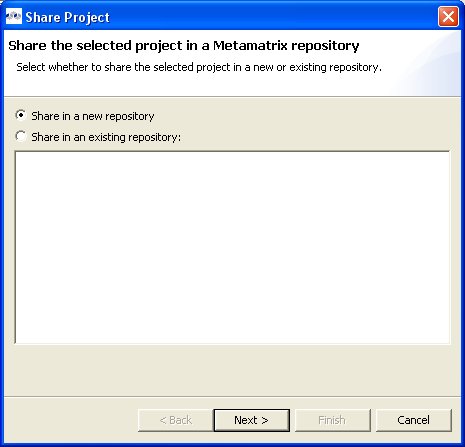 Share Project
Share the selected project in a Metamatrix repository
Select whether to share the selected project in a new or existing repository.
Share in a new repository
Share in an existing repository:
< Back
Next >
Finish
Cancel